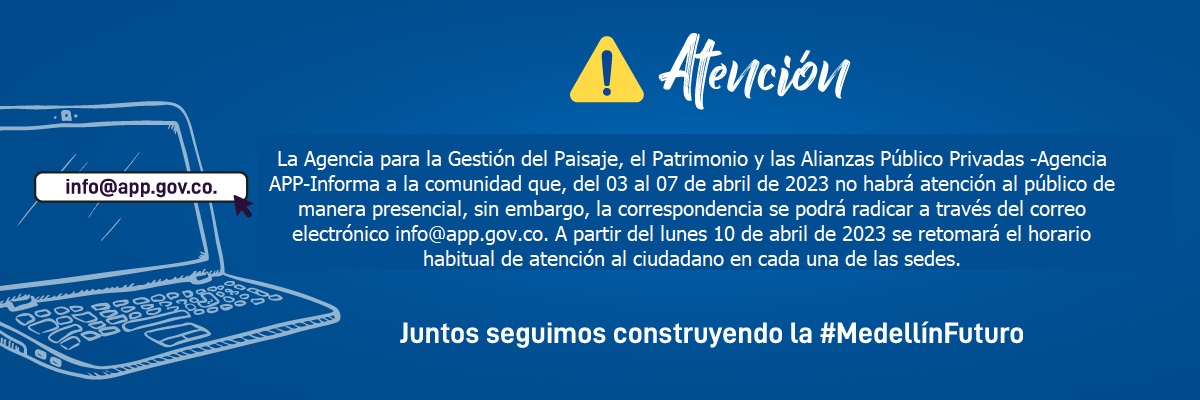 Atención
info@app.gov.co.
La Agencia para la Gestión del Paisaje, el Patrimonio y las Alianzas Público Privadas -Agencia
APP-Informa a la comunidad que, del 03 al 07 de abril de 2023 no habrá atención al público de
manera presencial, sin embargo, la correspondencia se podrá radicar a través del correo
electrónico info@app.gov.co. A partir del lunes 10 de abril de 2023 se retomará el horario
habitual de atención al ciudadano en cada una de las sedes.
Juntos seguimos construyendo la #MedellínFuturo